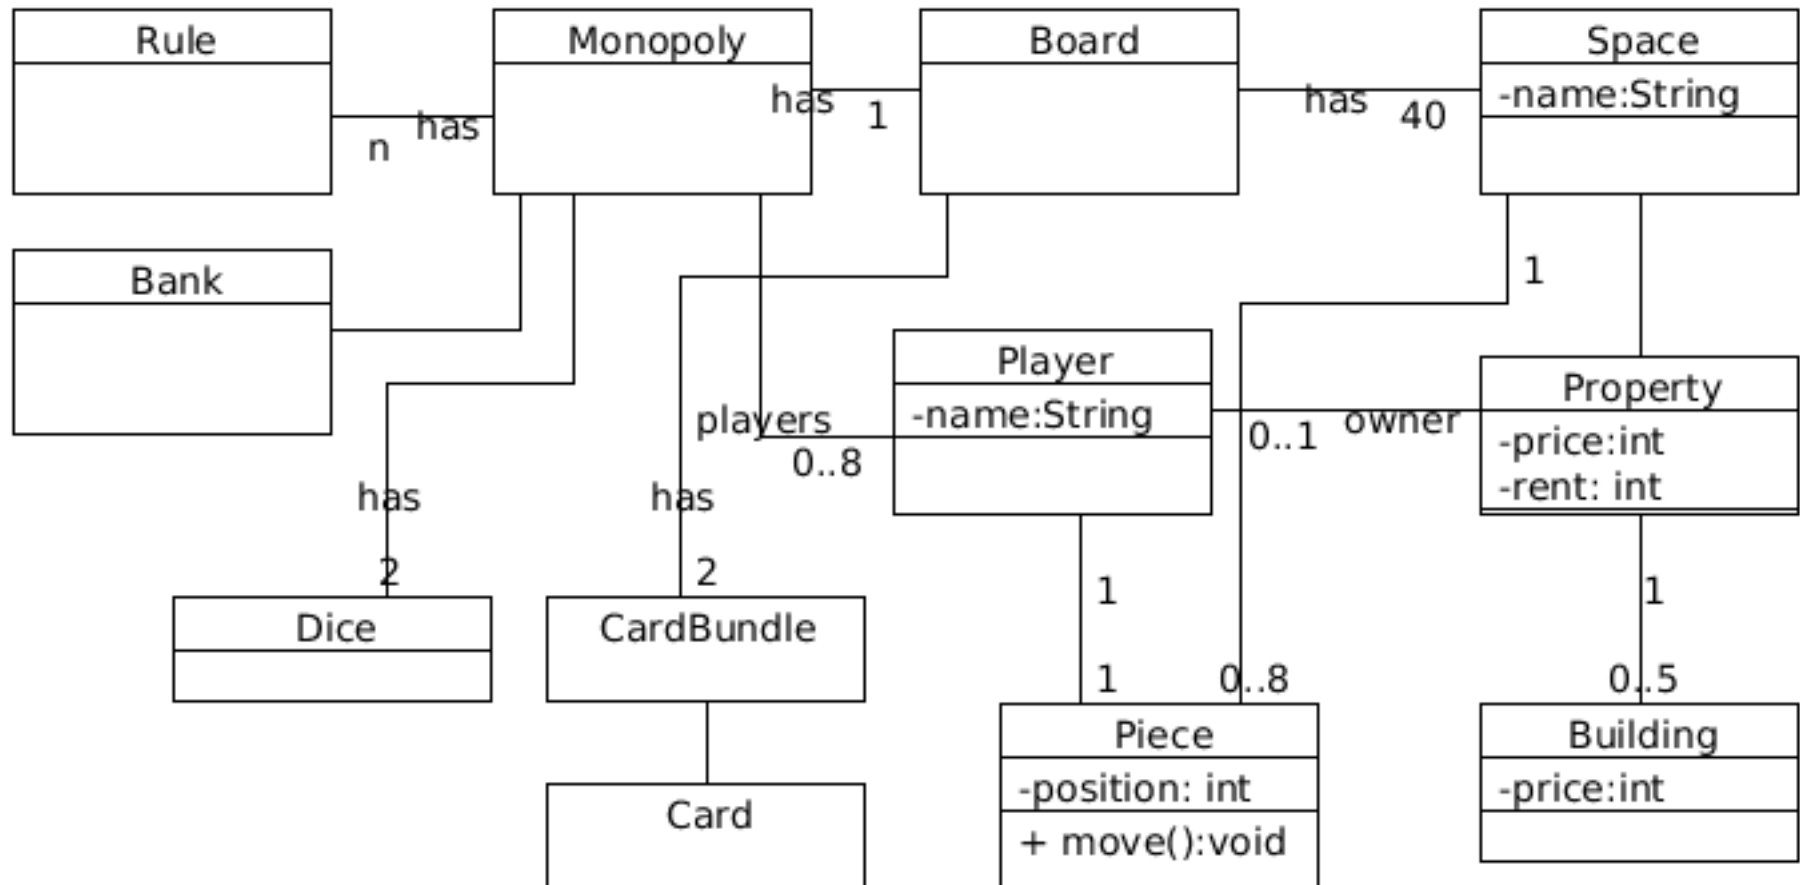 Rule
Monopoly
Board
Space
-name:String
has
1
has
40
n
has
Bank
1
Player
-name:String
Property
-price:int
-rent: int
players
0..8
0..1
owner
has
has
2
2
1
1
Dice
CardBundle
1
0..8
0..5
Piece
-position: int
+ move():void
Building
-price:int
Card